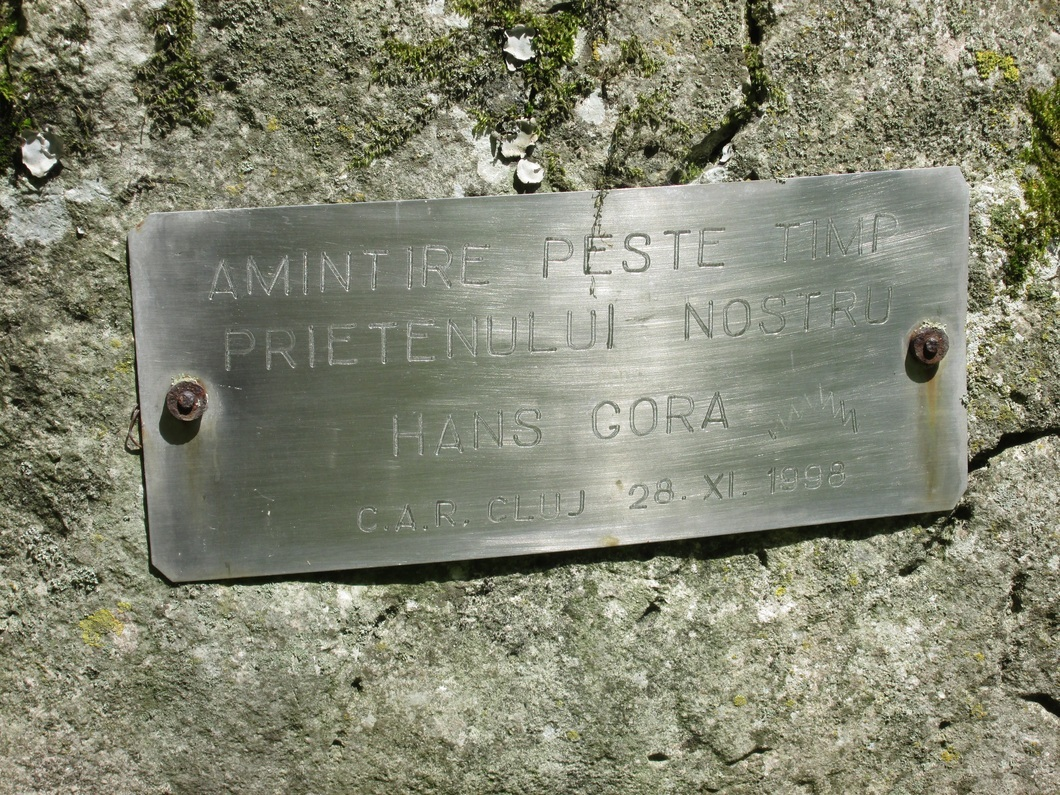 AMINTIRE PESTE TIMP
PRIETENULUI NOSTRU
HANS GORA
C.A.R. CLUJ 28. XI. 1998